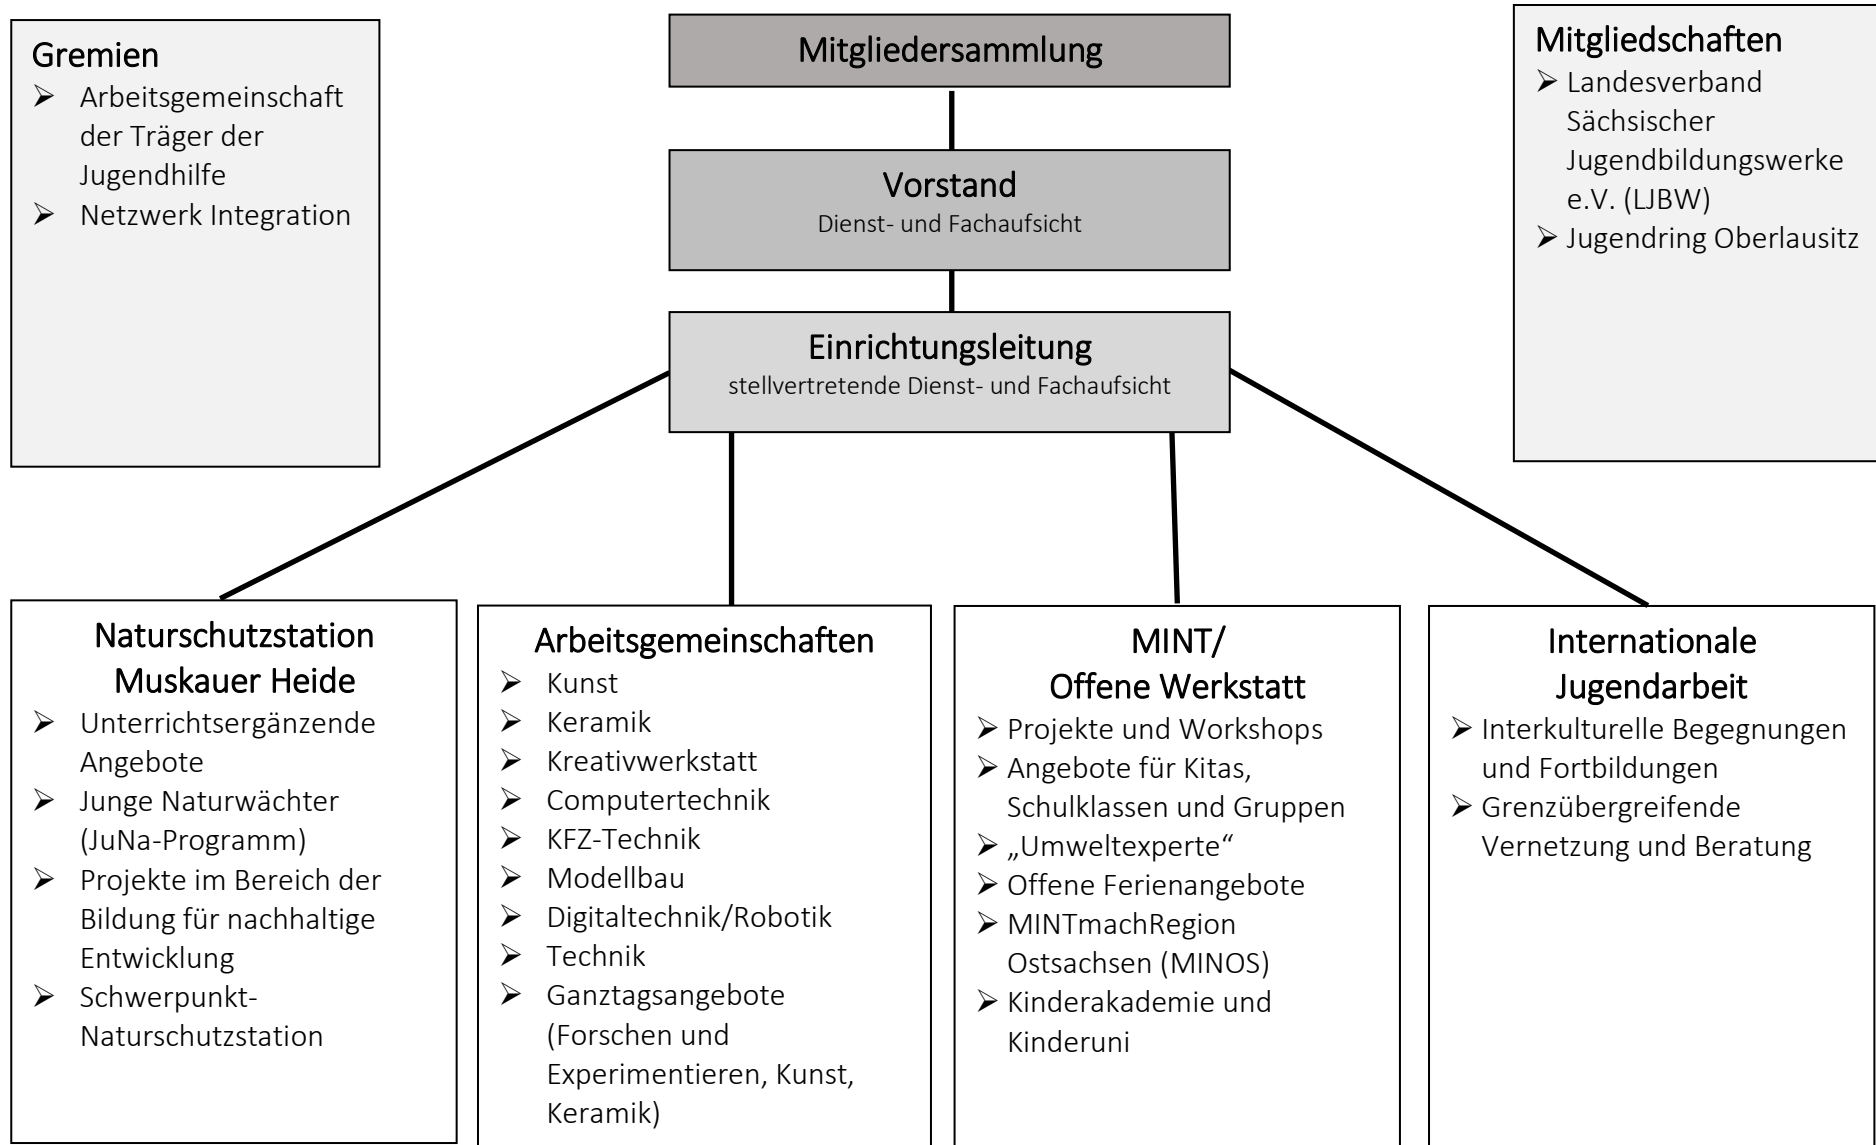 Gremien
➢ Arbeitsgemeinschaft
der Träger der
Jugendhilfe
➢ Netzwerk Integration
Mitgliedersammlung
Vorstand
Dienst- und Fachaufsicht
Einrichtungsleitung
stellvertretende Dienst- und Fachaufsicht
Mitgliedschaften
➢ Landesverband
Sächsischer
Jugendbildungswerke
e.V. (LJBW)
➢ Jugendring Oberlausitz
Naturschutzstation
Muskauer Heide
➢ Unterrichtsergänzende
Angebote
➢ Junge Naturwächter
(JuNa-Programm)
➢ Projekte im Bereich der
Bildung für nachhaltige
Entwicklung
➢ Schwerpunkt-
Naturschutzstation
Arbeitsgemeinschaften
➢ Kunst
➢ Keramik
➢ Kreativwerkstatt
➢ Computertechnik
➢ KFZ-Technik
➢ Modellbau
➢ Digitaltechnik/Robotik
➢ Technik
➢ Ganztagsangebote
(Forschen und
Experimentieren, Kunst,
Keramik)
MINT/
Offene Werkstatt
➢ Projekte und Workshops
➢ Angebote für Kitas,
Schulklassen und Gruppen
➢ „Umweltexperte“
➢ Offene Ferienangebote
➢ MINTmachRegion
Ostsachsen (MINOS)
➢ Kinderakademie und
Kinderuni
Internationale
Jugendarbeit
➢ Interkulturelle Begegnungen
und Fortbildungen
➢ Grenzübergreifende
Vernetzung und Beratung